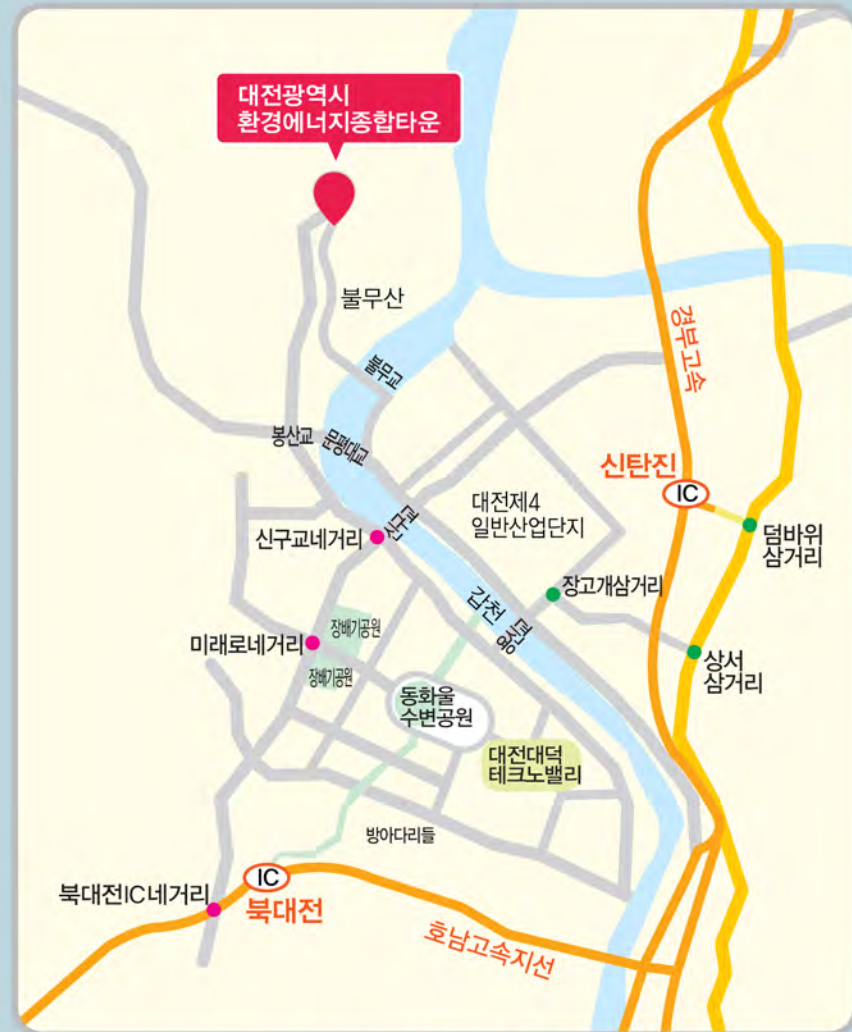 대전광역시
환경에너지종합타운
불무산
불무교
경부고속
봉산교
문평대교
신탄진
IC
대전제4
일반산업단지
신구교
신구교네거리
덤바위
삼거리
장고개삼거리
갑천
용신교
장배기공원
미래로네거리
장배기공원
상서
삼거리
동화울
수변공원
대전대덕
테크노밸리
방아다리들
IC
북대전IC네거리
북대전
호남고속지선